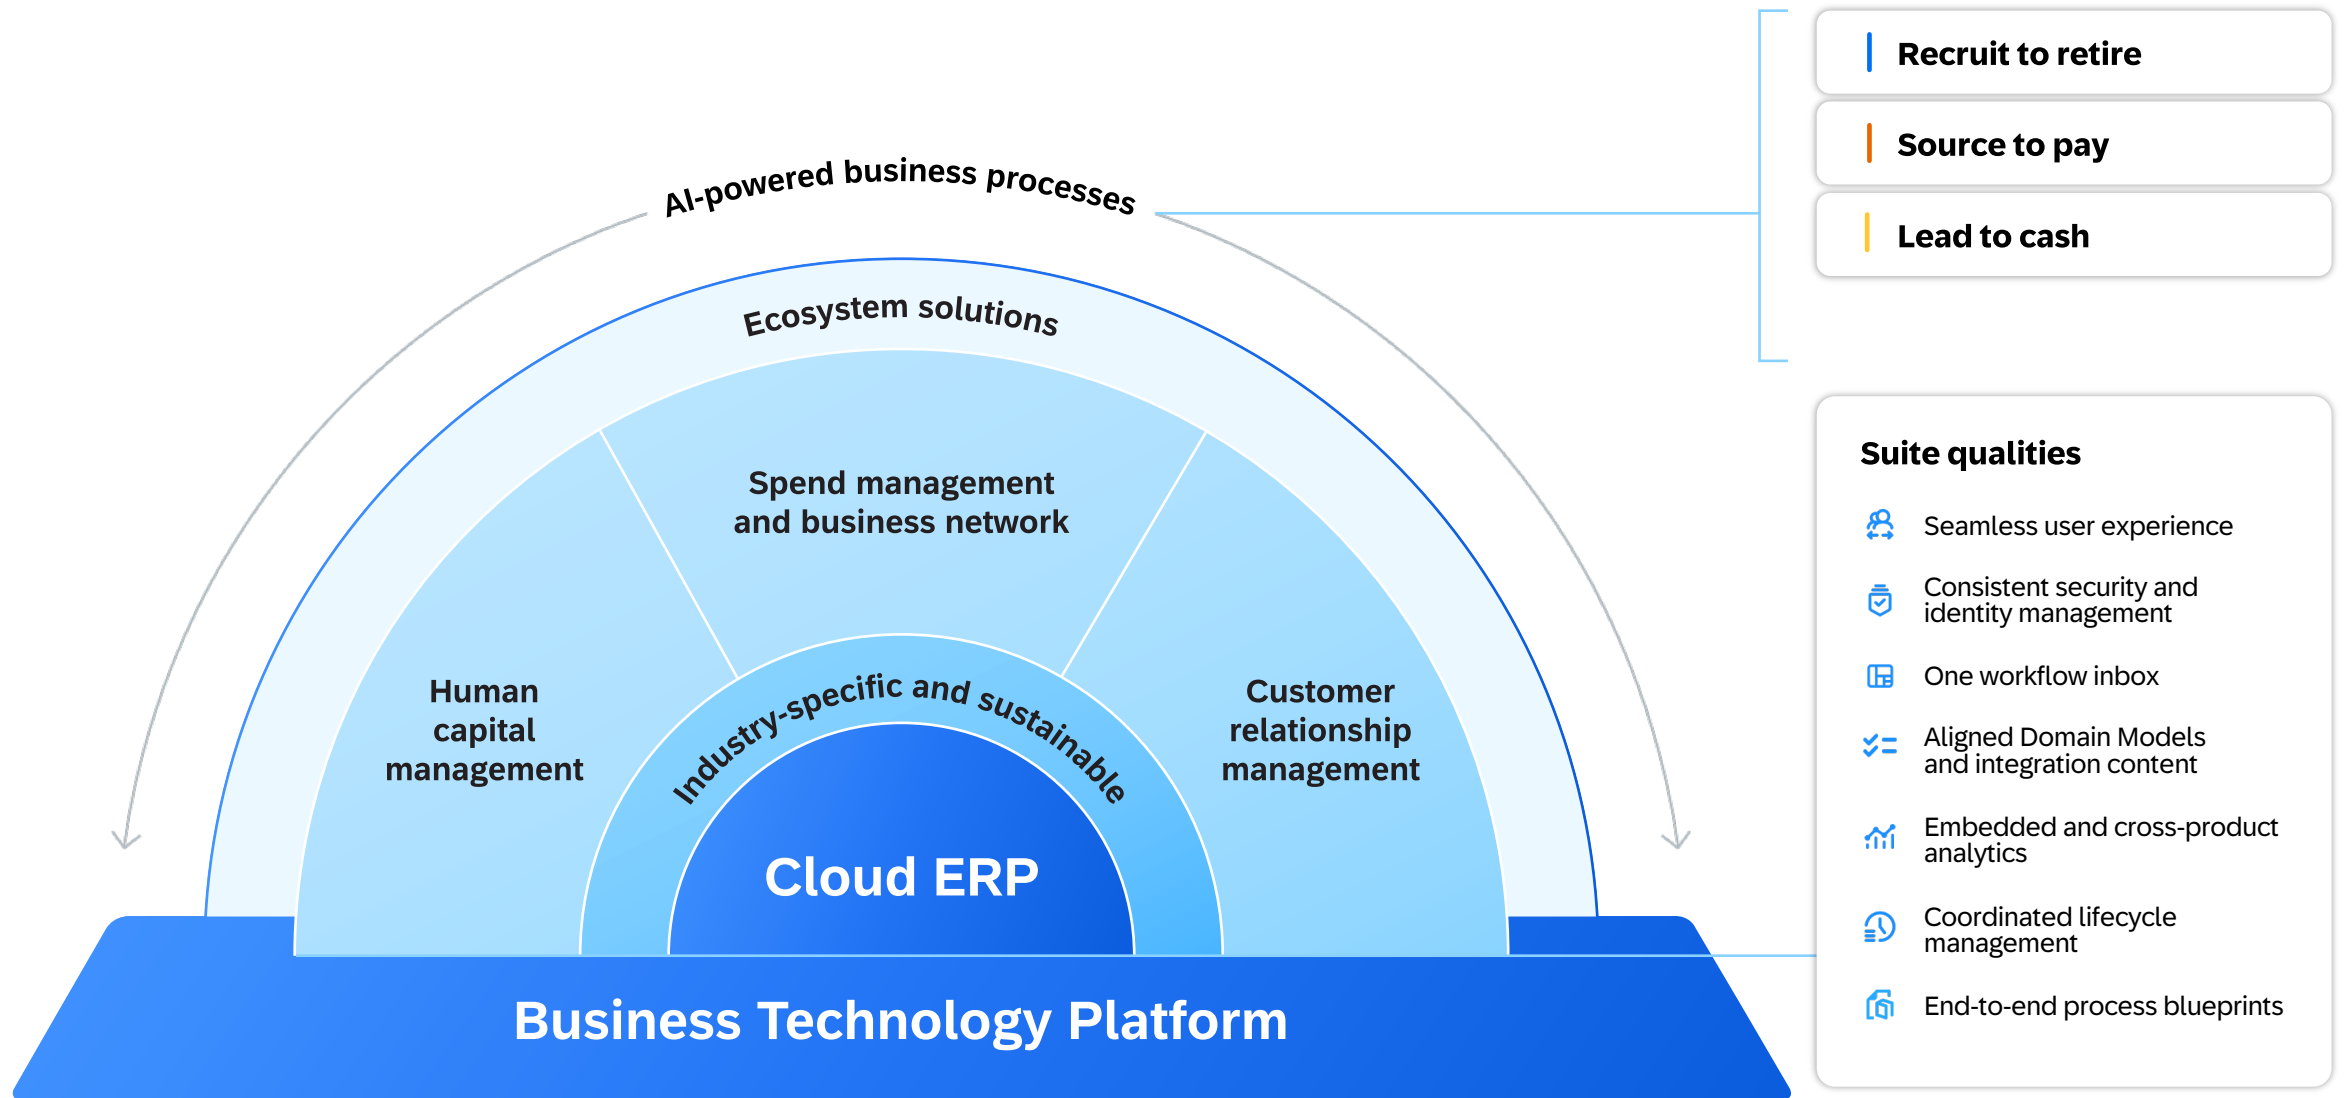 AI-powered business processes
Ecosystem solutions
Spend management
and business network
Human
capital
management
Industry-specific and sustainable
Customer
relationship
management
Cloud ERP
Business Technology Platform
Recruit to retire
Source to pay
Lead to cash
Suite qualities
Seamless user experience
Consistent security and
identity management
One workflow inbox
Aligned Domain Models
and integration content
Embedded and cross-product
analytics
Coordinated lifecycle
management
End-to-end process blueprints